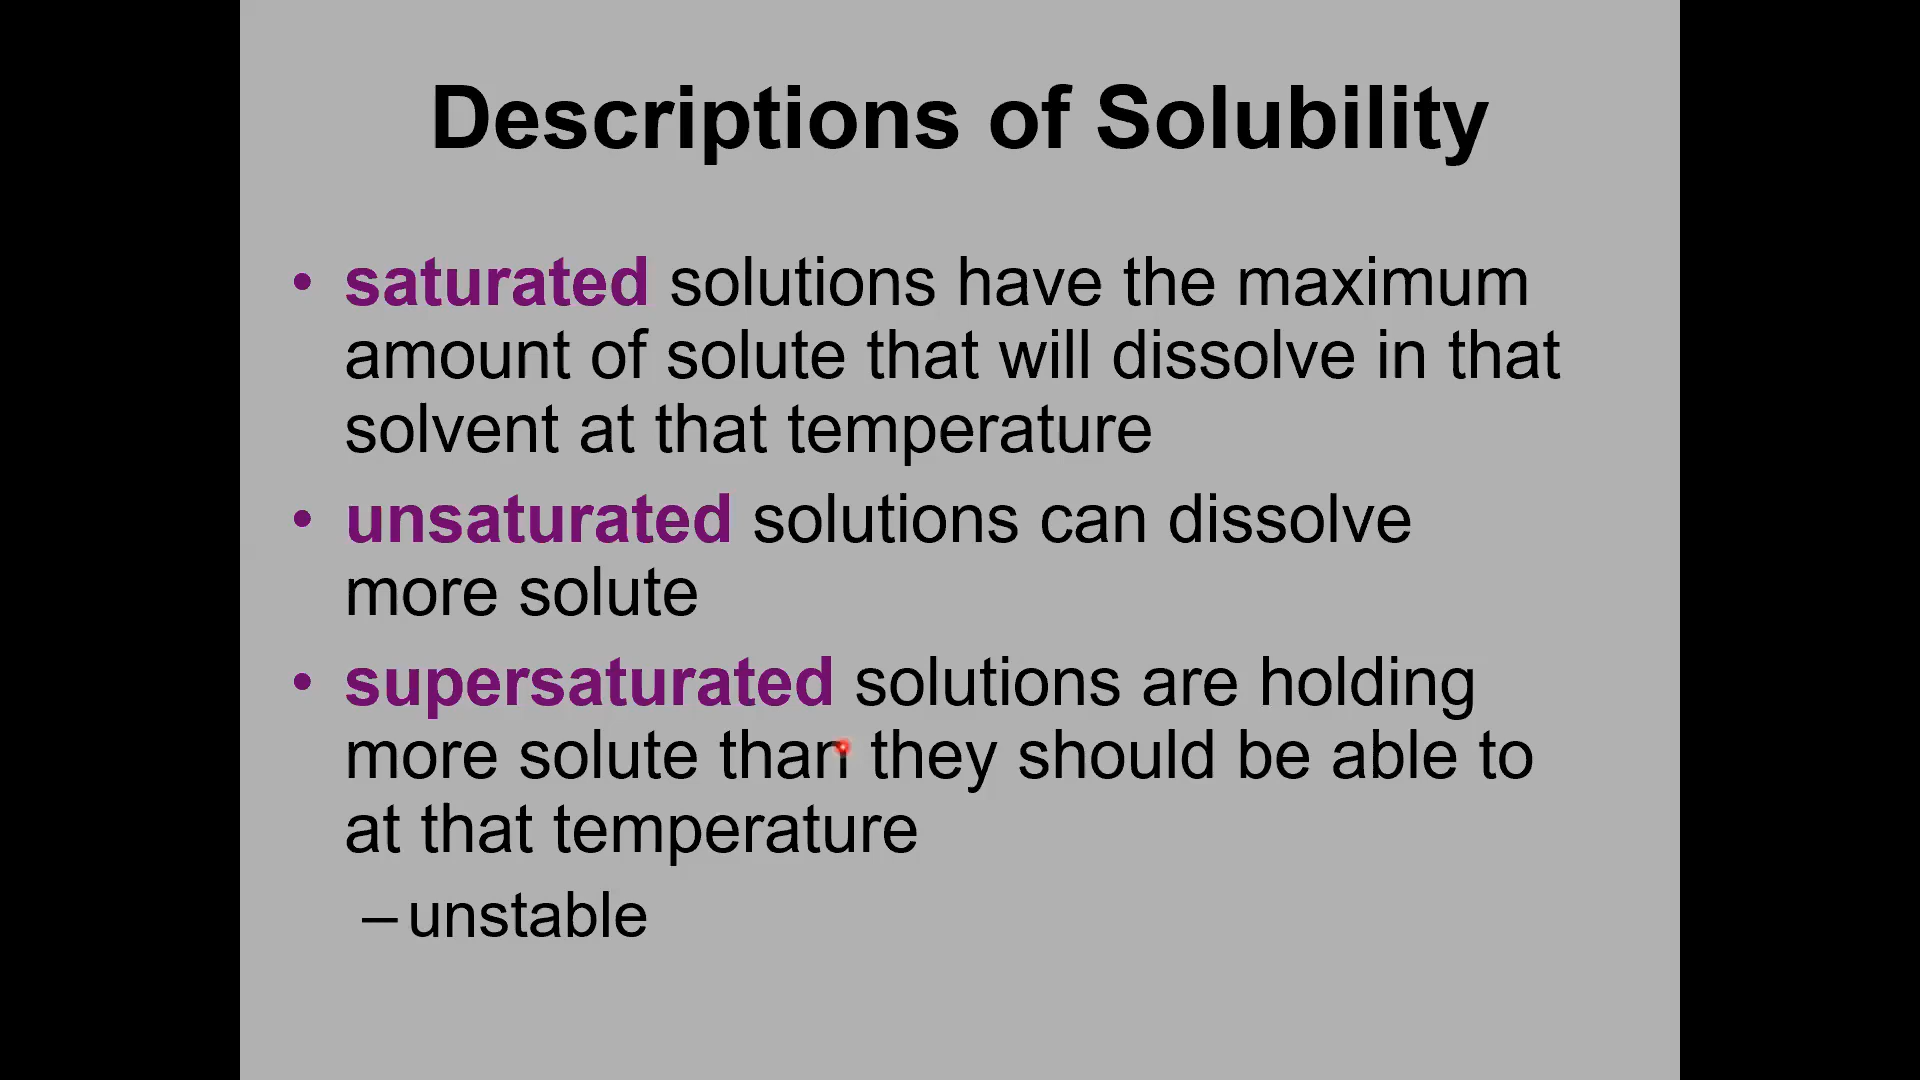 Descriptions of Solubility
• saturated solutions have the maximum
amount of solute that will dissolve in that
solvent at that temperature
• unsaturated solutions can dissolve
more solute
• supersaturated solutions are holding
more solute than they should be able to
at that temperature
– unstable